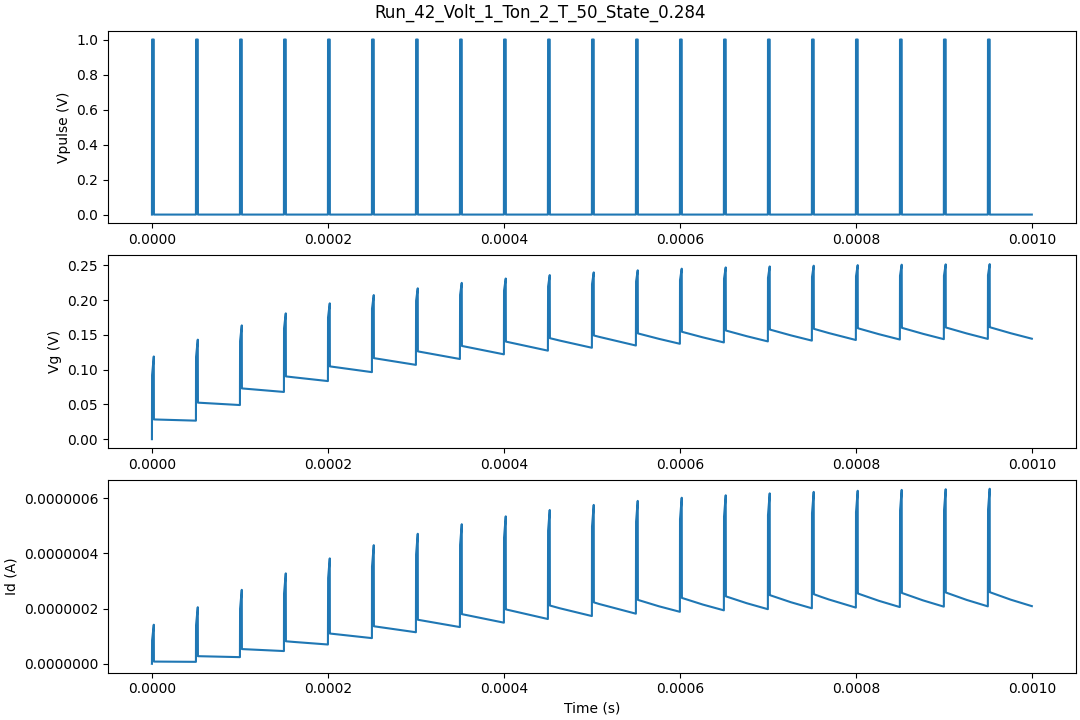 Run_42_Volt_1_Ton_2_T_50_State_0.284
Vpulse (V)
1.0
0.8
0.6
0.4
0.2
0.0
0.0000 0.0002 0.0004 0.0006 0.0008 0.0010
Vg (V)
0.25
0.20
0.15
0.10
0.05
0.00
0.0000 0.0002 0.0004 0.0006 0.0008 0.0010
Id (A)
0.0000006
0.0000004
0.0000002
0.0000000
0.0000 0.0002 0.0004 0.0006 0.0008 0.0010
Time (s)